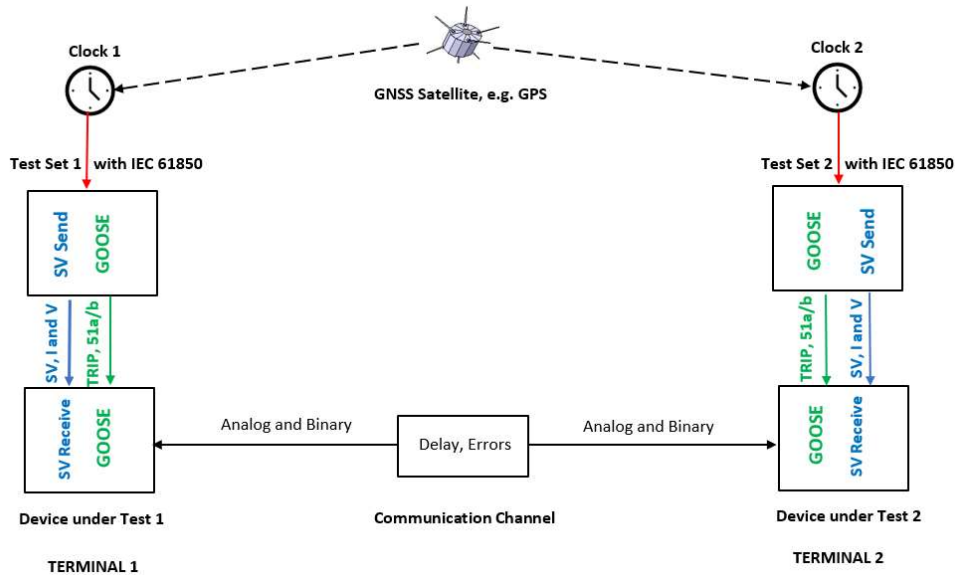 Clock 1
Clock 2
GNSS Satellite, e.g. GPS
Test Set 1 with IEC 61850
Test Set 2 with IEC 61850
SV Send
GOOSE
GOOSE
SV Send
SV, I and V
TRIP, 51a/b
TRIP, 51a/b
SV, I and V
SV Receive
GOOSE
Analog and Binary
Delay, Errors
Analog and Binary
GOOSE
SV Receive
Device under Test 1
Communication Channel
Device under Test 2
TERMINAL 1
TERMINAL 2